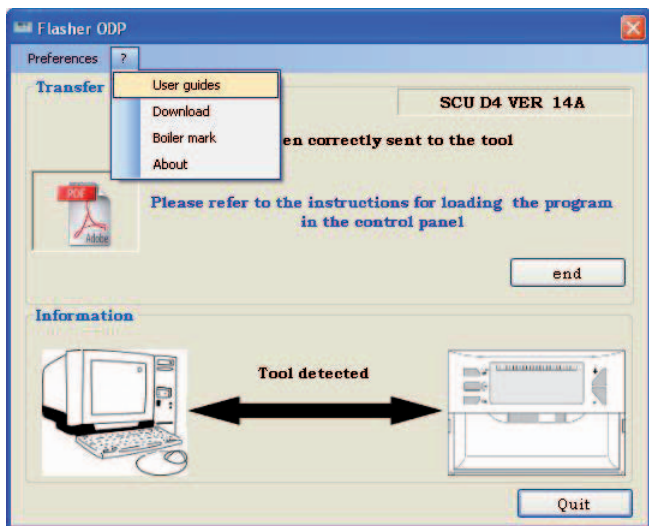 Flasher ODP
Preferences ?
User guides
Download
Boiler mark
About
Transfer
SCU D4 VER 14A
en correctly sent to the tool
PDF
Adobe
Please refer to the instructions for loading the program
in the control panel
end
Information
Tool detected
Quit